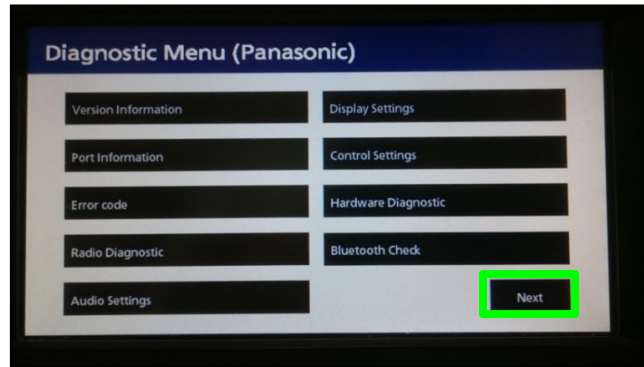 Diagnostic Menu (Panasonic)
Version Information
Display Settings
Port Information
Control Settings
Error code
Hardware Diagnostic
Radio Diagnostic
Bluetooth Check
Audio Settings
Next